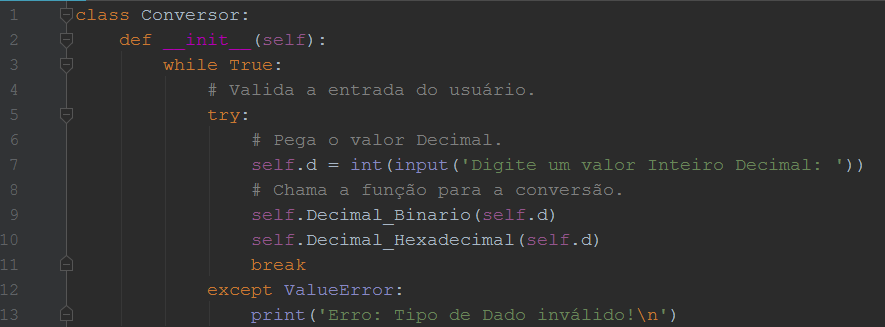 1 class Conversor:
2 def __init__(self):
3 while True:
4 # Valida a entrada do usuário.
5 try:
6 # Pega o valor Decimal.
7 self.d = int(input('Digite um valor Inteiro Decimal: '))
8 # Chama a função para a conversão.
9 self.Decimal_Binario(self.d)
10 self.Decimal_Hexadecimal(self.d)
11 break
12 except ValueError:
13 print('Erro: Tipo de Dado inválido!\n')